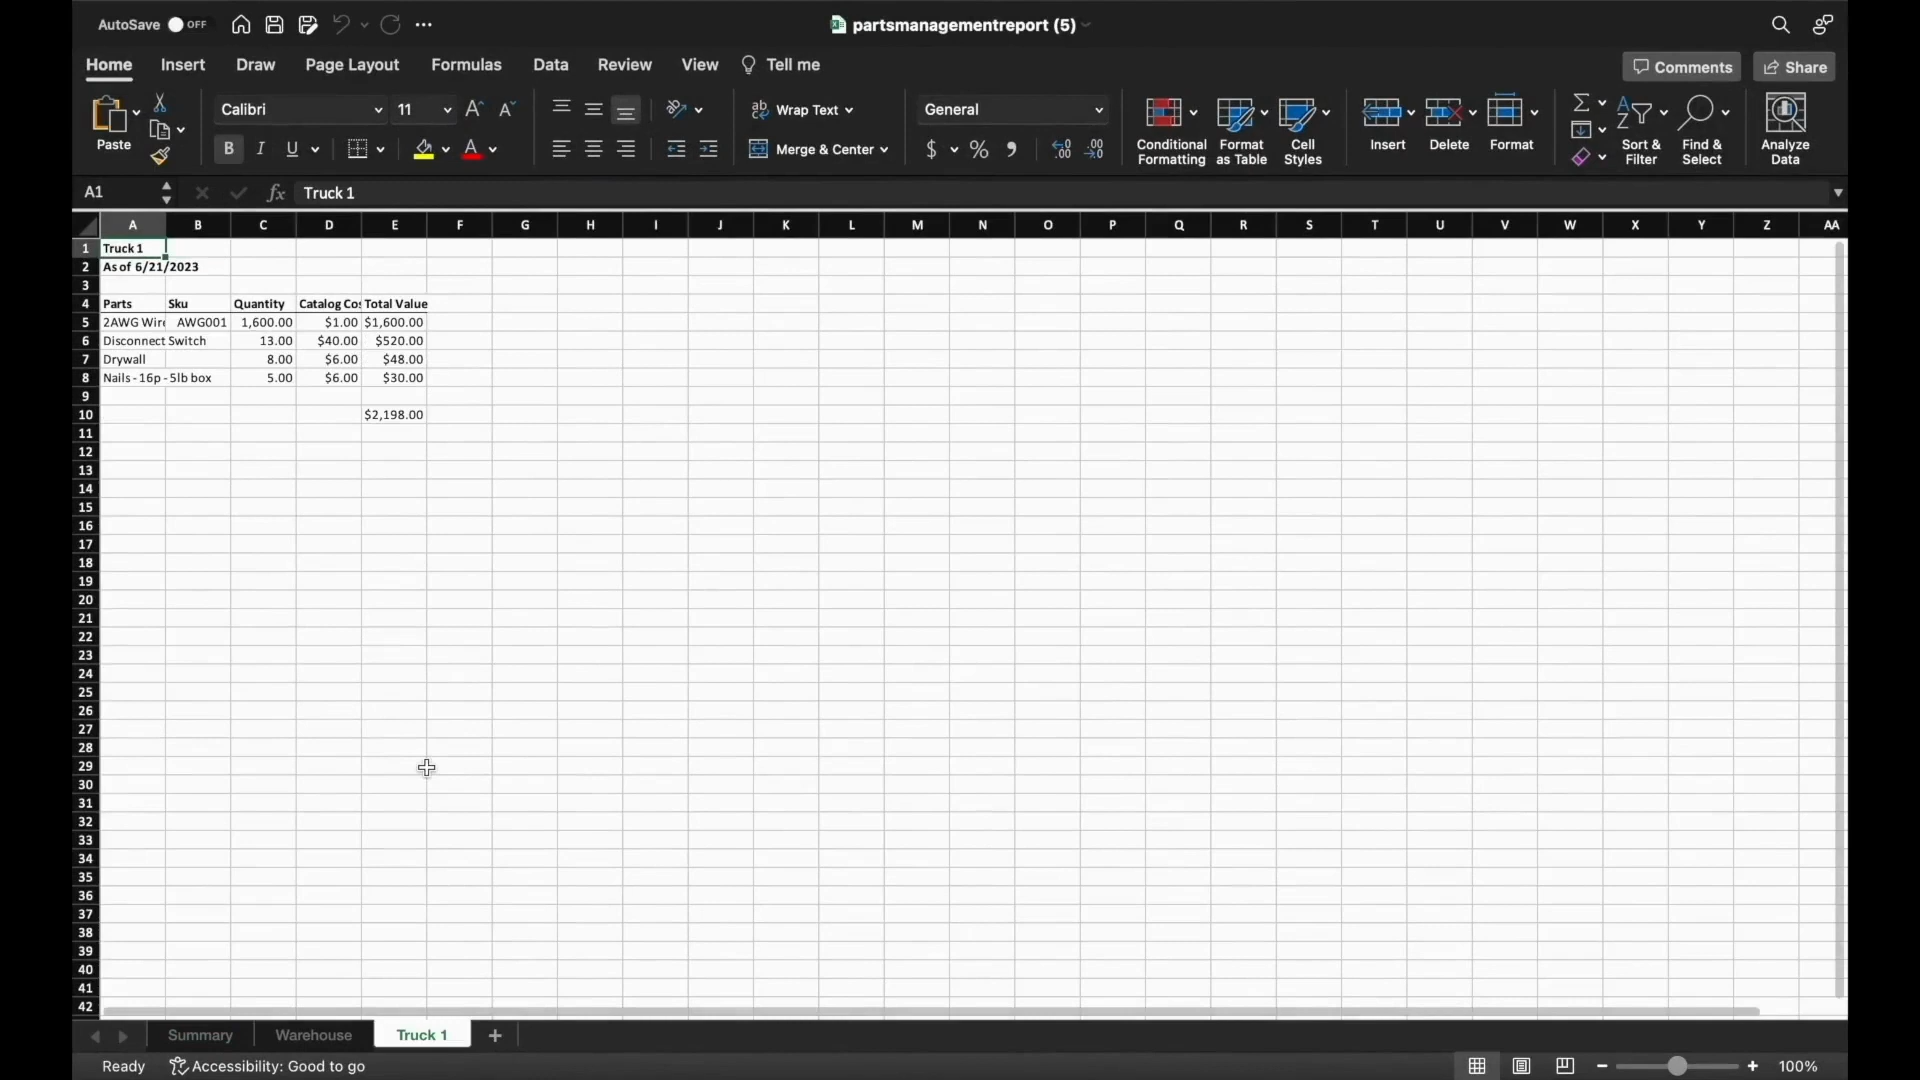 AutoSave OFF
partsmanagementreport (5)
Home Insert Draw Page Layout Formulas Data Review View Tell me
Comments Share
Paste
Calibri 11
B I U A
ab Wrap Text
Merge & Center
General
$ % 9
Conditional Formatting
Format as Table
Cell Styles
Insert Delete Format
Sort & Filter
Find & Select
Analyze Data
A1 fx Truck 1
A B C D E F G H I J K L M N O P Q R S T U V W X Y Z AA
1 Truck 1
2 As of 6/21/2023
3
4 Parts Sku Quantity Catalog Cos Total Value
5 2AWG Wire AWG001 1,600.00 $1.00 $1,600.00
6 Disconnect Switch 13.00 $40.00 $520.00
7 Drywall 8.00 $6.00 $48.00
8 Nails - 16p - 5lb box 5.00 $6.00 $30.00
9
10 $2,198.00
11
12
13
14
15
16
17
18
19
20
21
22
23
24
25
26
27
28
29
30
31
32
33
34
35
36
37
38
39
40
41
42
Summary Warehouse Truck 1 +
Ready Accessibility: Good to go
100%